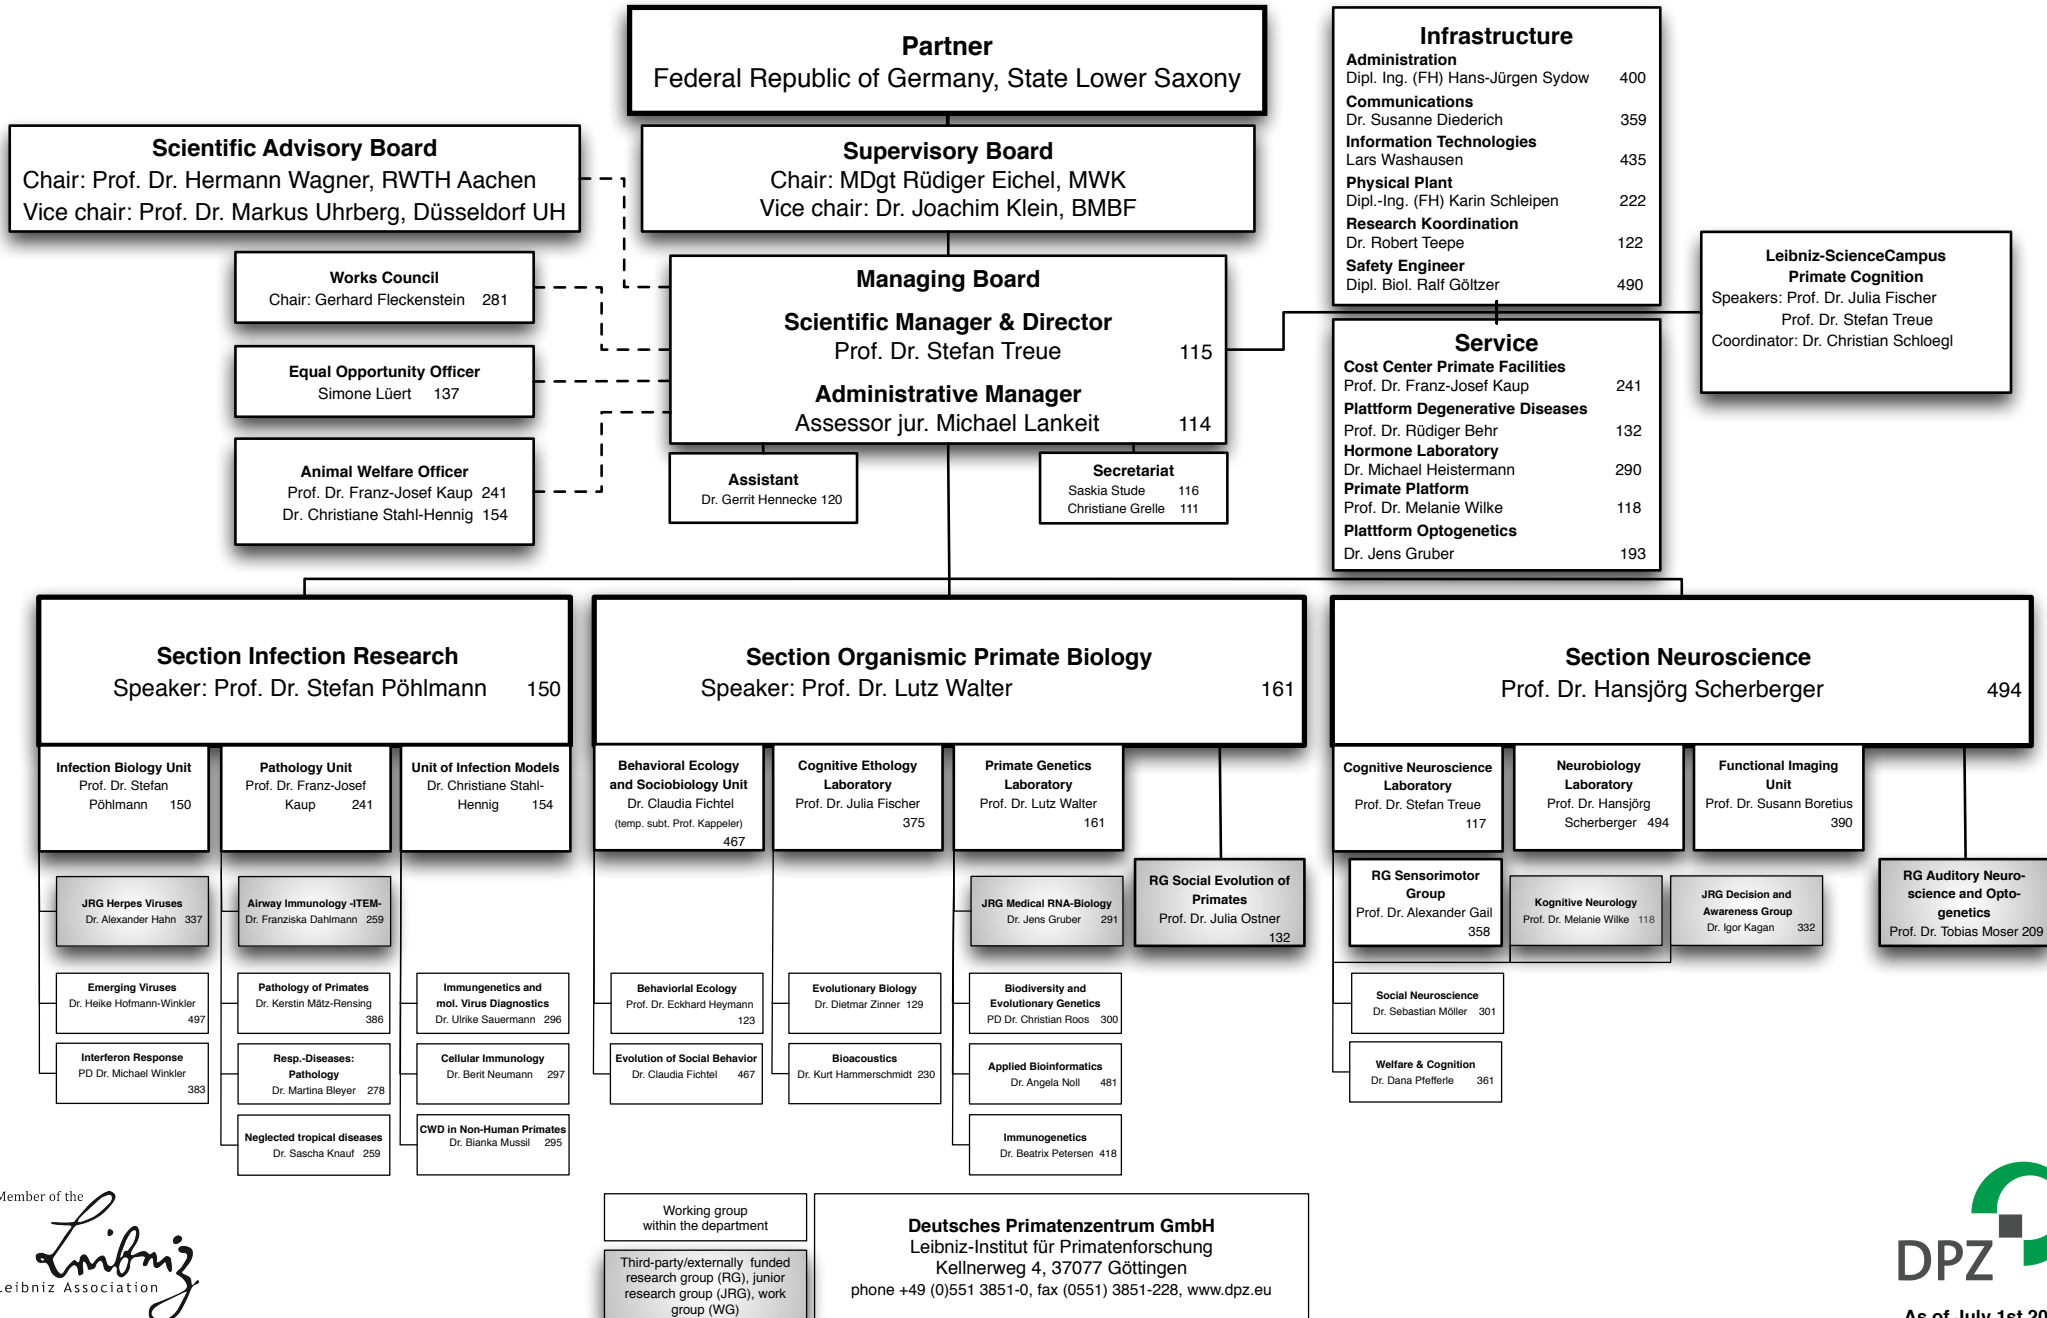 Partner
Federal Republic of Germany, State Lower Saxony
Infrastructure
Administration
Dipl. Ing. (FH) Hans-Jürgen Sydow 400
Communications
Dr. Susanne Diederich 359
Information Technologies
Lars Washausen 435
Physical Plant
Dipl.-Ing. (FH) Karin Schleipen 222
Research Koordination
Dr. Robert Teepe 122
Safety Engineer
Dipl. Biol. Ralf Göltzer 490
Scientific Advisory Board
Chair: Prof. Dr. Hermann Wagner, RWTH Aachen
Vice chair: Prof. Dr. Markus Uhrberg, Düsseldorf UH
Supervisory Board
Chair: MDgt Rüdiger Eichel, MWK
Vice chair: Dr. Joachim Klein, BMBF
Works Council
Chair: Gerhard Fleckenstein 281
Equal Opportunity Officer
Simone Lüert 137
Animal Welfare Officer
Prof. Dr. Franz-Josef Kaup 241
Dr. Christiane Stahl-Hennig 154
Managing Board
Scientific Manager & Director
Prof. Dr. Stefan Treue 115
Administrative Manager
Assessor jur. Michael Lankeit 114
Assistant
Dr. Gerrit Hennecke 120
Secretariat
Saskia Stude 116
Christiane Grelle 111
Leibniz-ScienceCampus
Primate Cognition
Speakers: Prof. Dr. Julia Fischer
Prof. Dr. Stefan Treue
Coordinator: Dr. Christian Schloegl
Service
Cost Center Primate Facilities
Prof. Dr. Franz-Josef Kaup 241
Plattform Degenerative Diseases
Prof. Dr. Rüdiger Behr 132
Hormone Laboratory
Dr. Michael Heistermann 290
Primate Platform
Prof. Dr. Melanie Wilke 118
Plattform Optogenetics
Dr. Jens Gruber 193
Section Infection Research
Speaker: Prof. Dr. Stefan Pöhlmann 150
Section Organismic Primate Biology
Speaker: Prof. Dr. Lutz Walter 161
Section Neuroscience
Prof. Dr. Hansjörg Scherberger 494
Infection Biology Unit
Prof. Dr. Stefan
Pöhlmann 150
Pathology Unit
Prof. Dr. Franz-Josef
Kaup 241
Unit of Infection Models
Dr. Christiane Stahl-
Hennig 154
Behavioral Ecology
and Sociobiology Unit
Dr. Claudia Fichtel
(temp. subt. Prof. Kappeler)
467
Cognitive Ethology
Laboratory
Prof. Dr. Julia Fischer
375
Primate Genetics
Laboratory
Prof. Dr. Lutz Walter
161
Cognitive Neuroscience
Laboratory
Prof. Dr. Stefan Treue
117
Neurobiology
Laboratory
Prof. Dr. Hansjörg
Scherberger 494
Functional Imaging
Unit
Prof. Dr. Susann Boretius
390
JRG Herpes Viruses
Dr. Alexander Hahn 337
Airway Immunology -ITEM-
Dr. Franziska Dahlmann 259
JRG Medical RNA-Biology
Dr. Jens Gruber 291
RG Social Evolution of
Primates
Prof. Dr. Julia Ostner
132
RG Sensorimotor
Group
Prof. Dr. Alexander Gail
358
Kognitive Neurology
Prof. Dr. Melanie Wilke 118
JRG Decision and
Awareness Group
Dr. Igor Kagan 332
RG Auditory Neuro-
science and Opto-
genetics
Prof. Dr. Tobias Moser 209
Emerging Viruses
Dr. Heike Hofmann-Winkler
497
Pathology of Primates
Dr. Kerstin Mätz-Rensing
386
Immungenetics and
mol. Virus Diagnostics
Dr. Ulrike Sauermann 296
Behaviorlal Ecology
Prof. Dr. Eckhard Heymann
123
Evolutionary Biology
Dr. Dietmar Zinner 129
Biodiversity and
Evolutionary Genetics
PD Dr. Christian Roos 300
Social Neuroscience
Dr. Sebastian Möller 301
Interferon Response
PD Dr. Michael Winkler
383
Resp.-Diseases:
Pathology
Dr. Martina Bleyer 278
Cellular Immunology
Dr. Berit Neumann 297
Evolution of Social Behavior
Dr. Claudia Fichtel 467
Bioacoustics
Dr. Kurt Hammerschmidt 230
Applied Bioinformatics
Dr. Angela Noll 481
Welfare & Cognition
Dr. Dana Pfefferle 361
Neglected tropical diseases
Dr. Sascha Knauf 259
CWD in Non-Human Primates
Dr. Bianka Mussil 295
Immunogenetics
Dr. Beatrix Petersen 418
Member of the
Leibniz
Leibniz Association
Working group
within the department
Third-party/externally funded
research group (RG), junior
research group (JRG), work
group (WG)
Deutsches Primatenzentrum GmbH
Leibniz-Institut für Primatenforschung
Kellnerweg 4, 37077 Göttingen
phone +49 (0)551 3851-0, fax (0551) 3851-228, www.dpz.eu
DPZ
As of July 1st 20